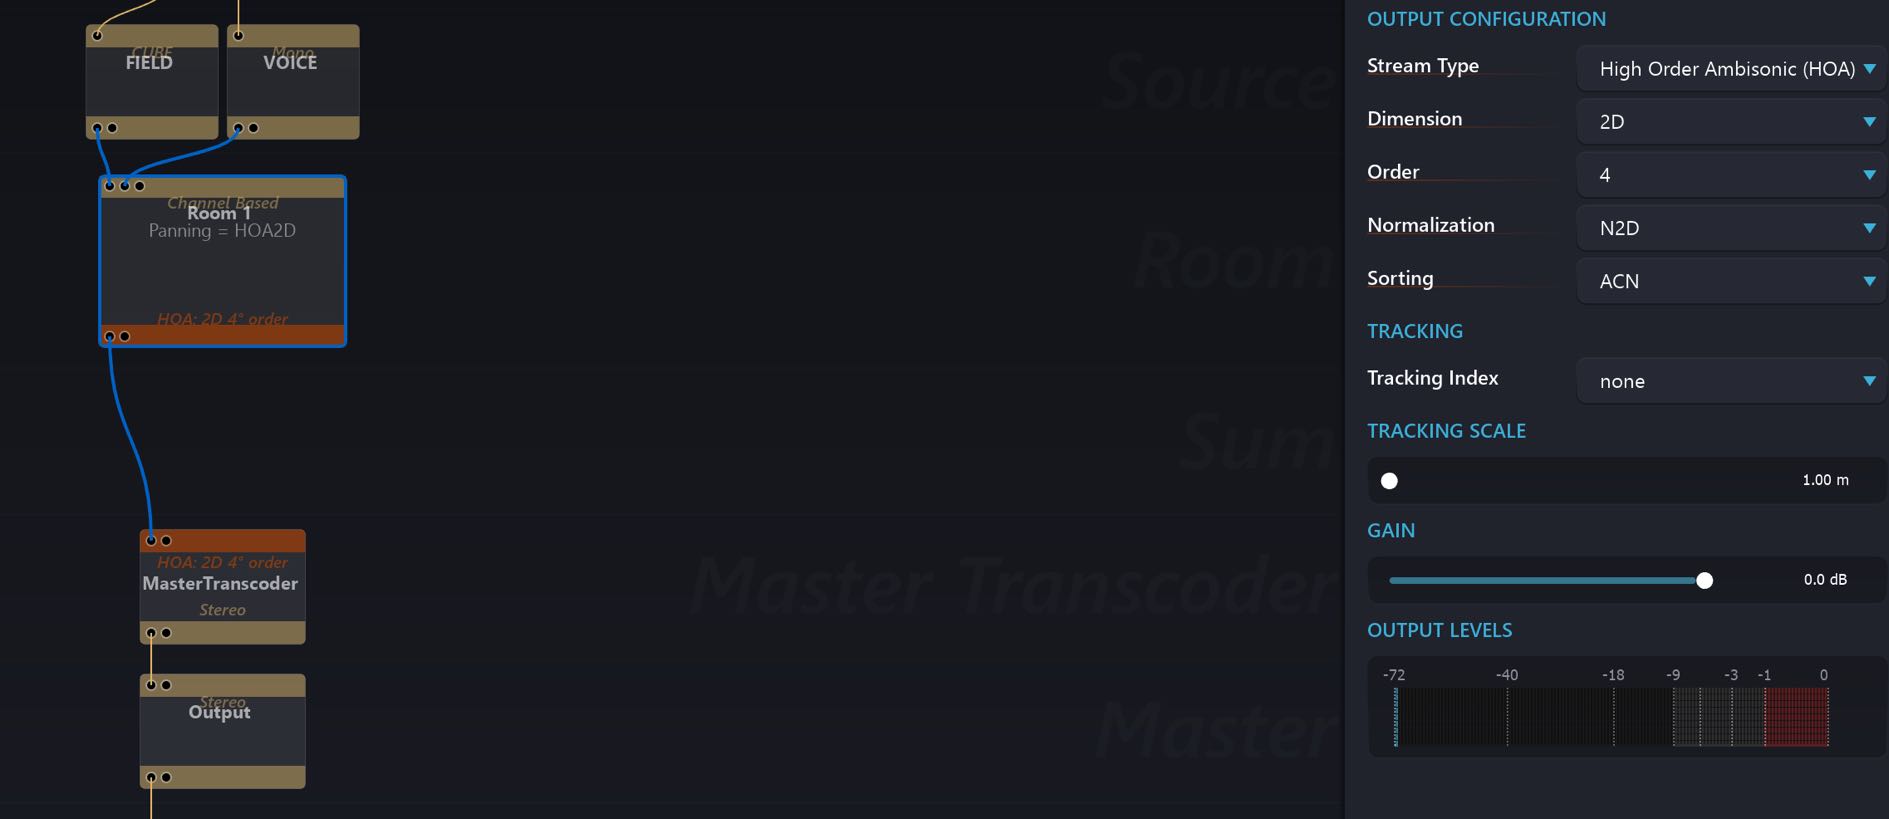 CUBE
FIELD
Mono
VOICE
Channel Based
Room 1
Panning = HOA2D
HOA: 2D 4° order
HOA: 2D 4° order
MasterTranscoder
Stereo
Stereo
Output
Source
Room
Sum
Master Transcoder
Master
OUTPUT CONFIGURATION
Stream Type
High Order Ambisonic (HOA)
Dimension
2D
Order
4
Normalization
N2D
Sorting
ACN
TRACKING
Tracking Index
none
TRACKING SCALE
1.00 m
GAIN
0.0 dB
OUTPUT LEVELS
-72 -40 -18 -9 -3 -1 0